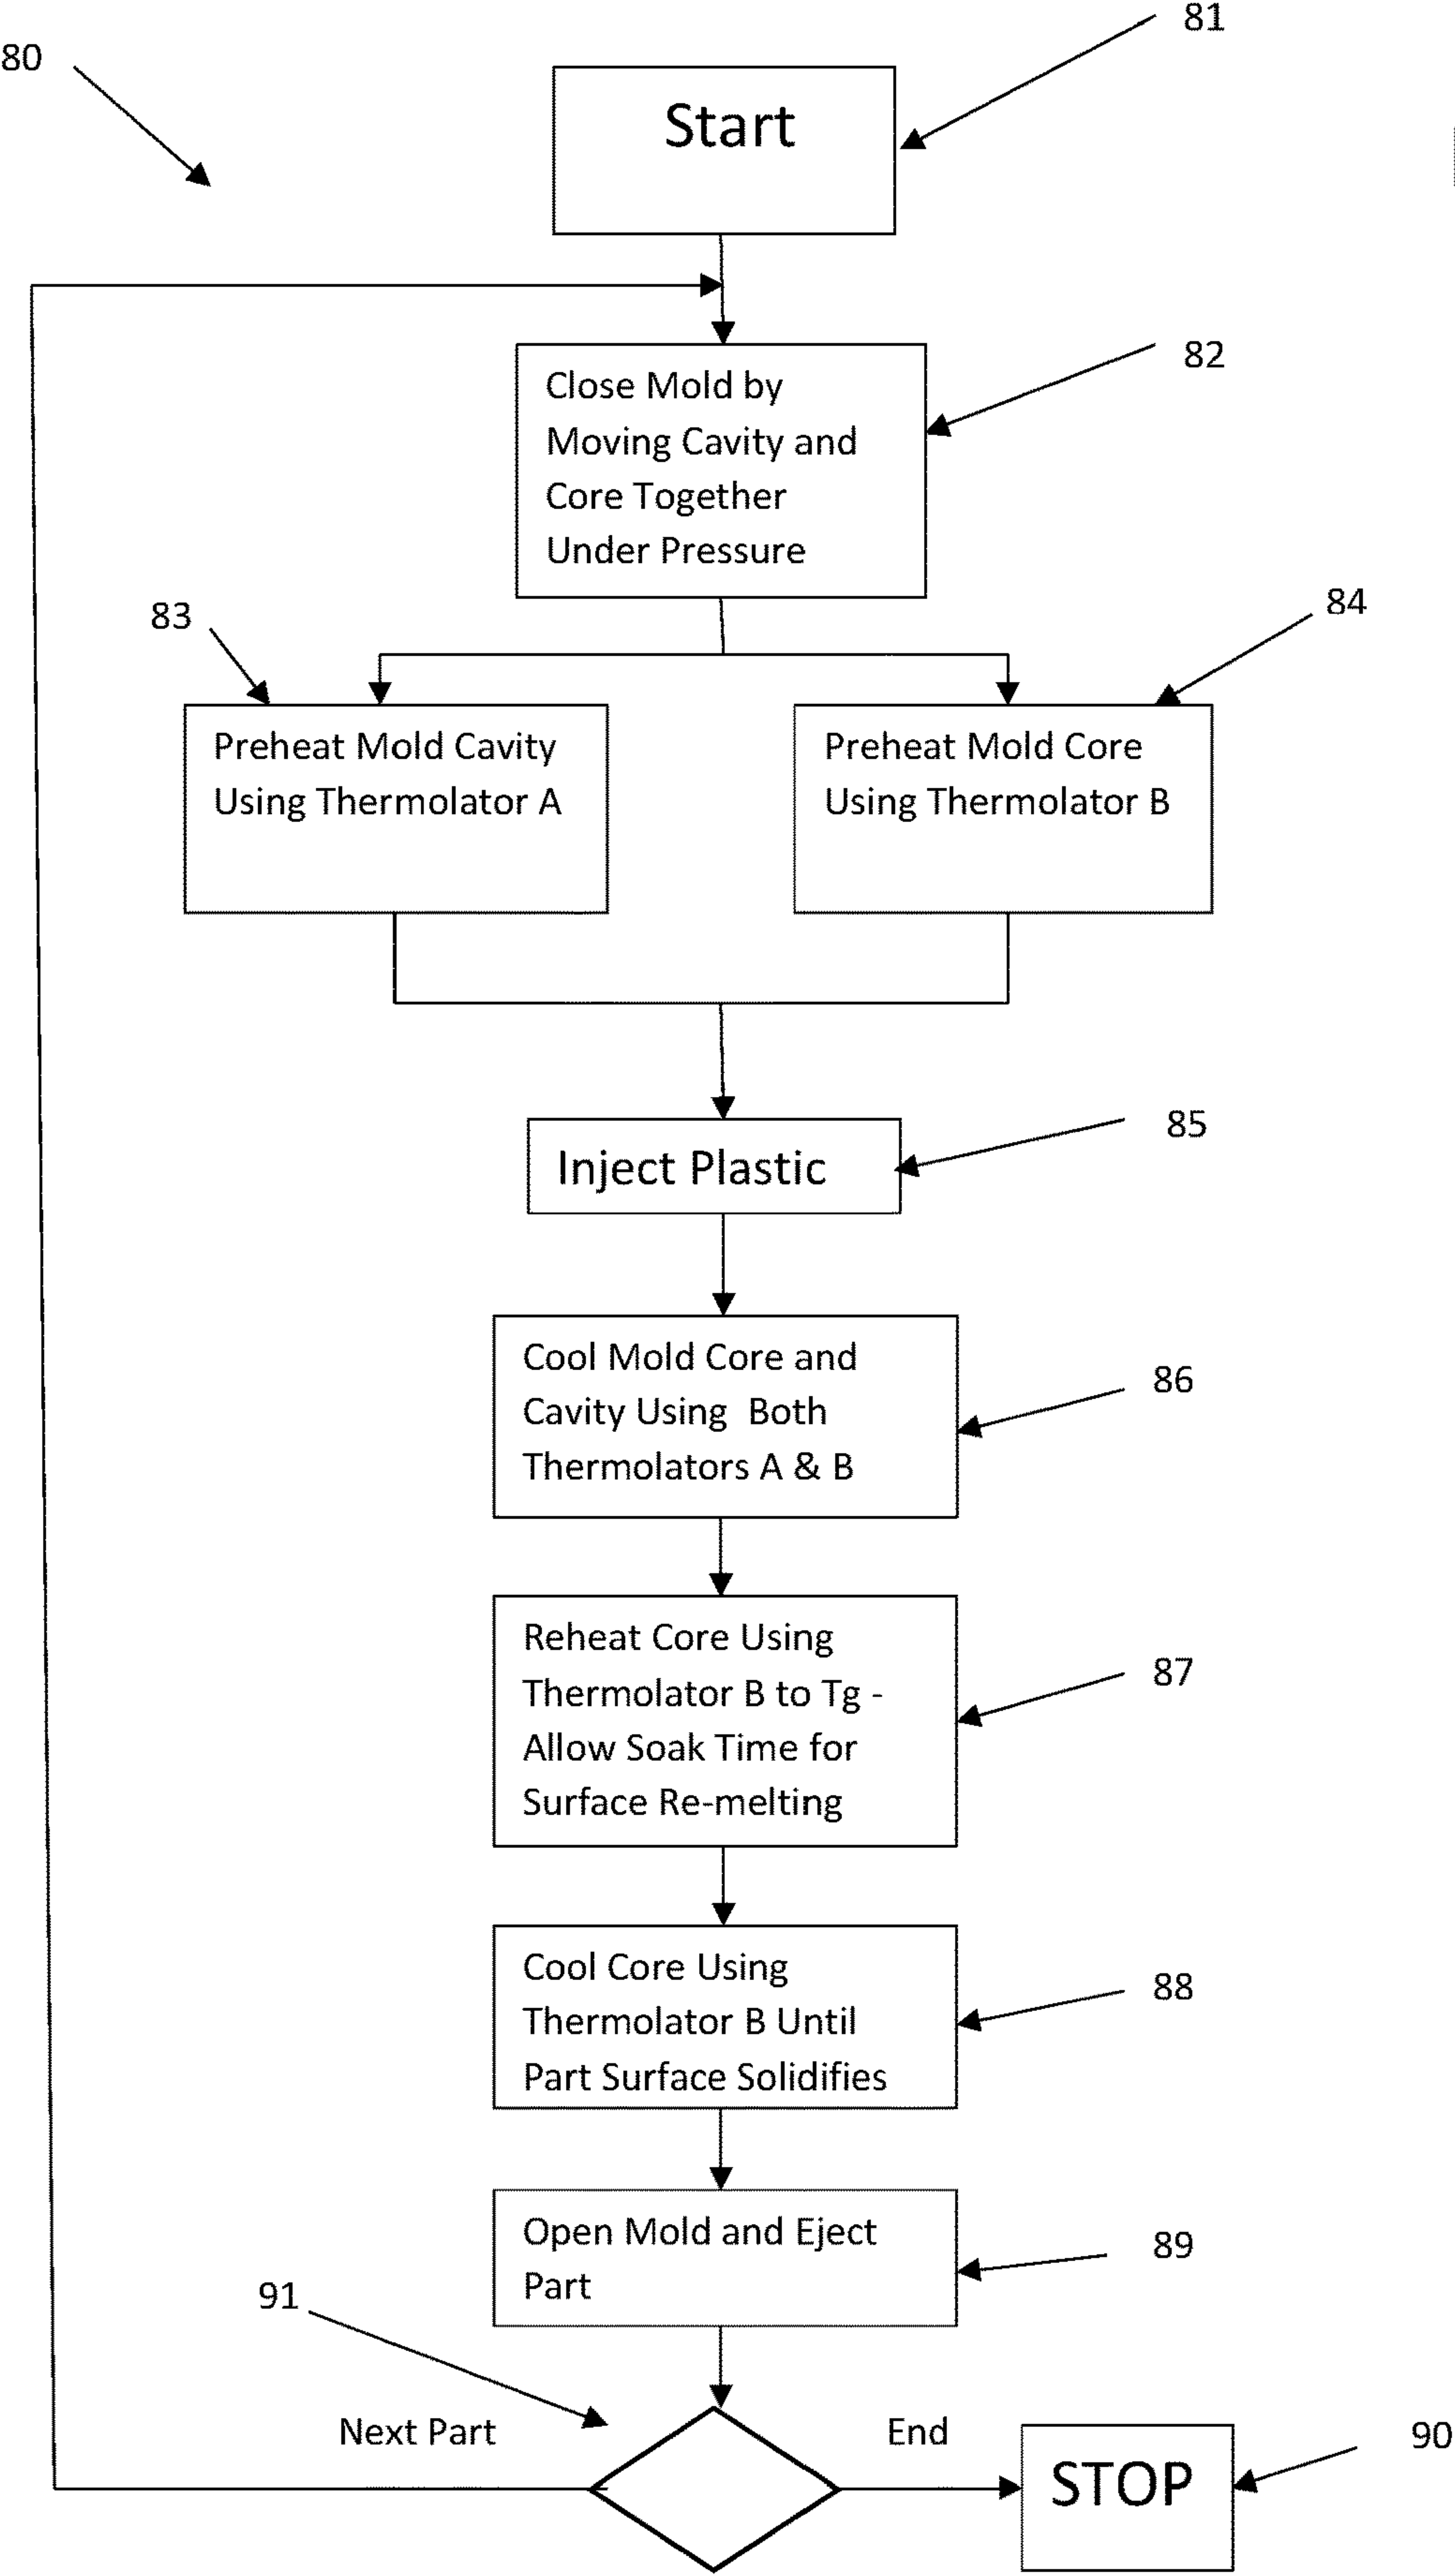 81
80
Start
82
Close Mold by
Moving Cavity and
Core Together
Under Pressure
83
84
Preheat Mold Cavity
Using Thermolator A
Preheat Mold Core
Using Thermolator B
85
Inject Plastic
86
Cool Mold Core and
Cavity Using Both
Thermolators A & B
87
Reheat Core Using
Thermolator B to Tg -
Allow Soak Time for
Surface Re-melting
88
Cool Core Using
Thermolator B Until
Part Surface Solidifies
89
Open Mold and Eject
Part
91
Next Part
End
90
STOP